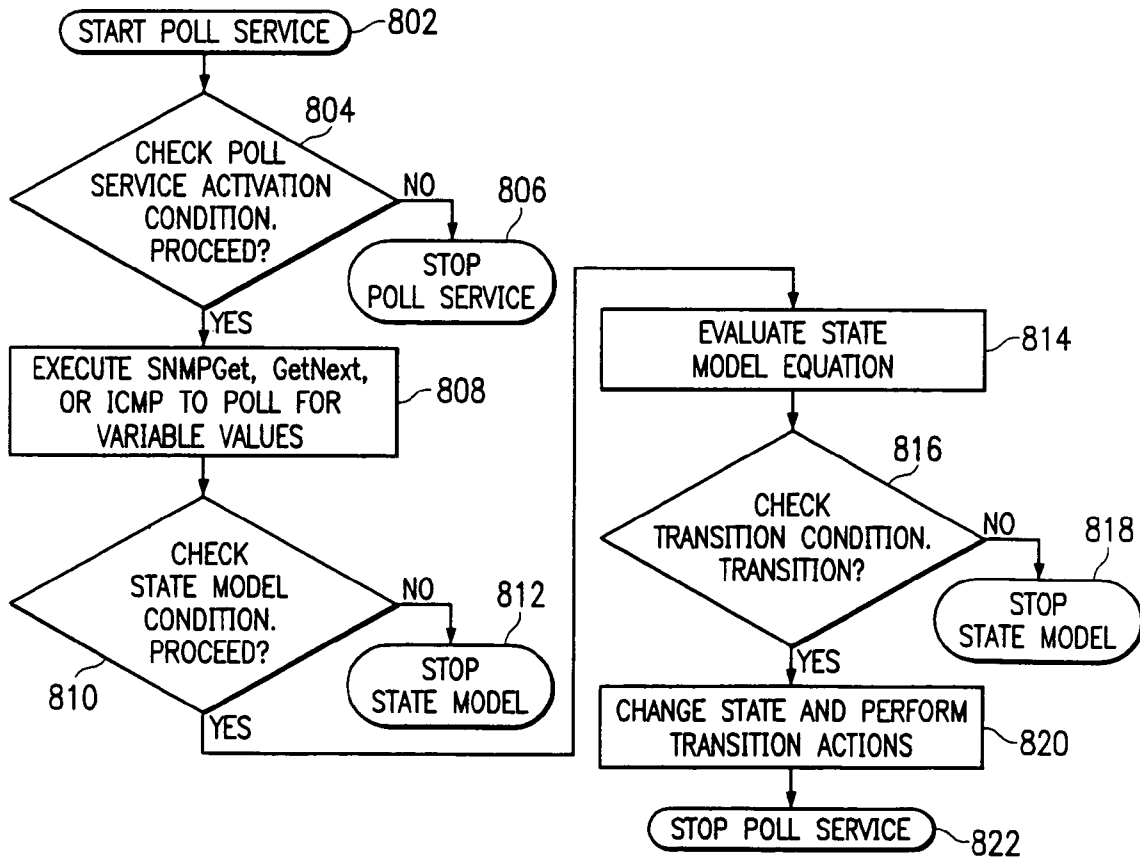 START POLL SERVICE
802
804
CHECK POLL
SERVICE ACTIVATION
CONDITION.
PROCEED?
NO
806
STOP
POLL SERVICE
YES
EXECUTE SNMPGet, GetNext,
OR ICMP TO POLL FOR
VARIABLE VALUES
808
CHECK
STATE MODEL
CONDITION.
PROCEED?
NO
812
STOP
STATE MODEL
810
YES
EVALUATE STATE
MODEL EQUATION
814
816
CHECK
TRANSITION CONDITION.
TRANSITION?
NO
818
STOP
STATE MODEL
YES
CHANGE STATE AND PERFORM
TRANSITION ACTIONS
820
STOP POLL SERVICE
822